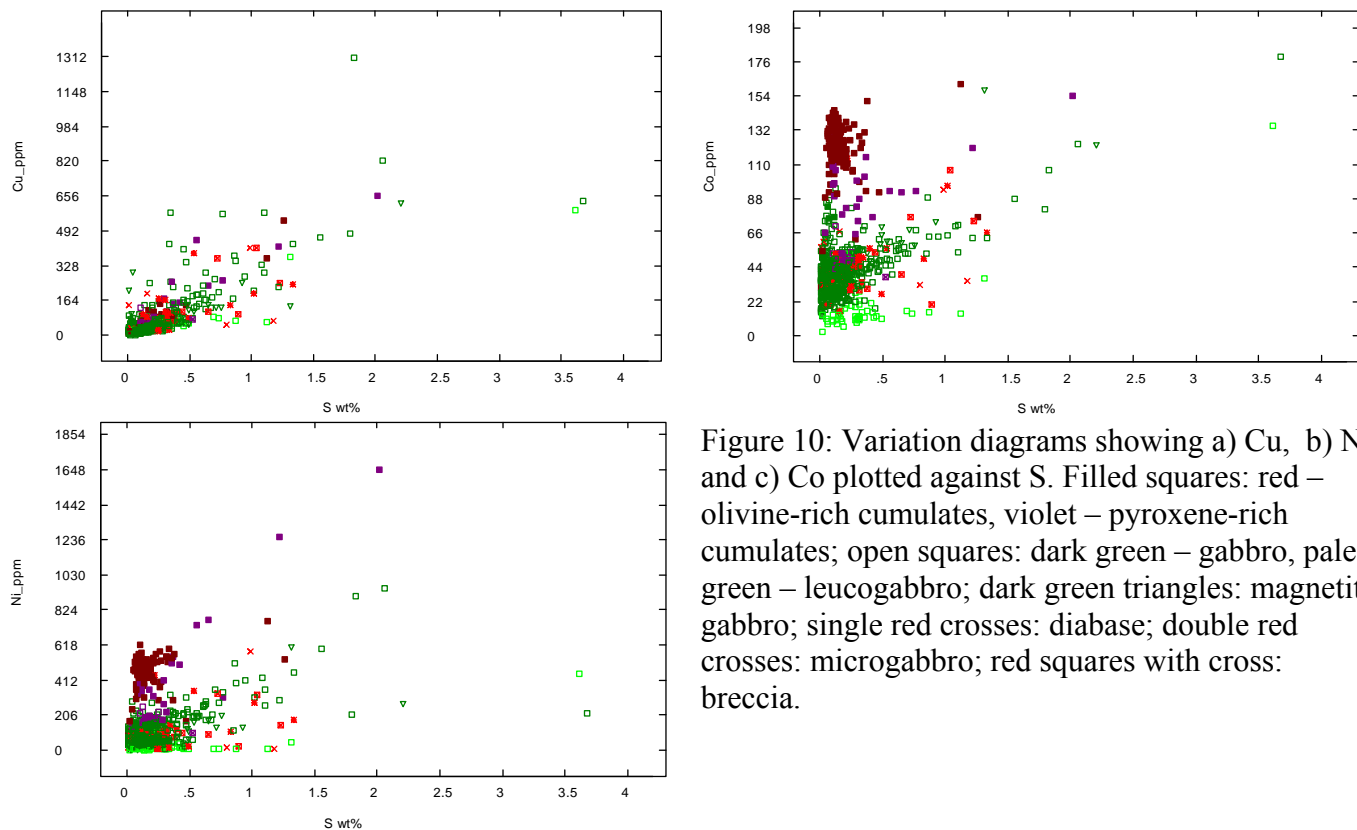 1312
1148
984
820
656
492
328
164
0
Cu_ppm
0 .5 1 1.5 2 2.5 3 3.5 4
S wt%
198
176
154
132
110
88
66
44
22
0
Co_ppm
0 .5 1 1.5 2 2.5 3 3.5 4
S wt%
1854
1648
1442
1236
1030
824
618
412
206
0
Ni_ppm
0 .5 1 1.5 2 2.5 3 3.5 4
S wt%
Figure 10: Variation diagrams showing a) Cu, b) N
and c) Co plotted against S. Filled squares: red –
olivine-rich cumulates, violet – pyroxene-rich
cumulates; open squares: dark green – gabbro, pale
green – leucogabbro; dark green triangles: magnetit
gabbro; single red crosses: diabase; double red
crosses: microgabbro; red squares with cross:
breccia.